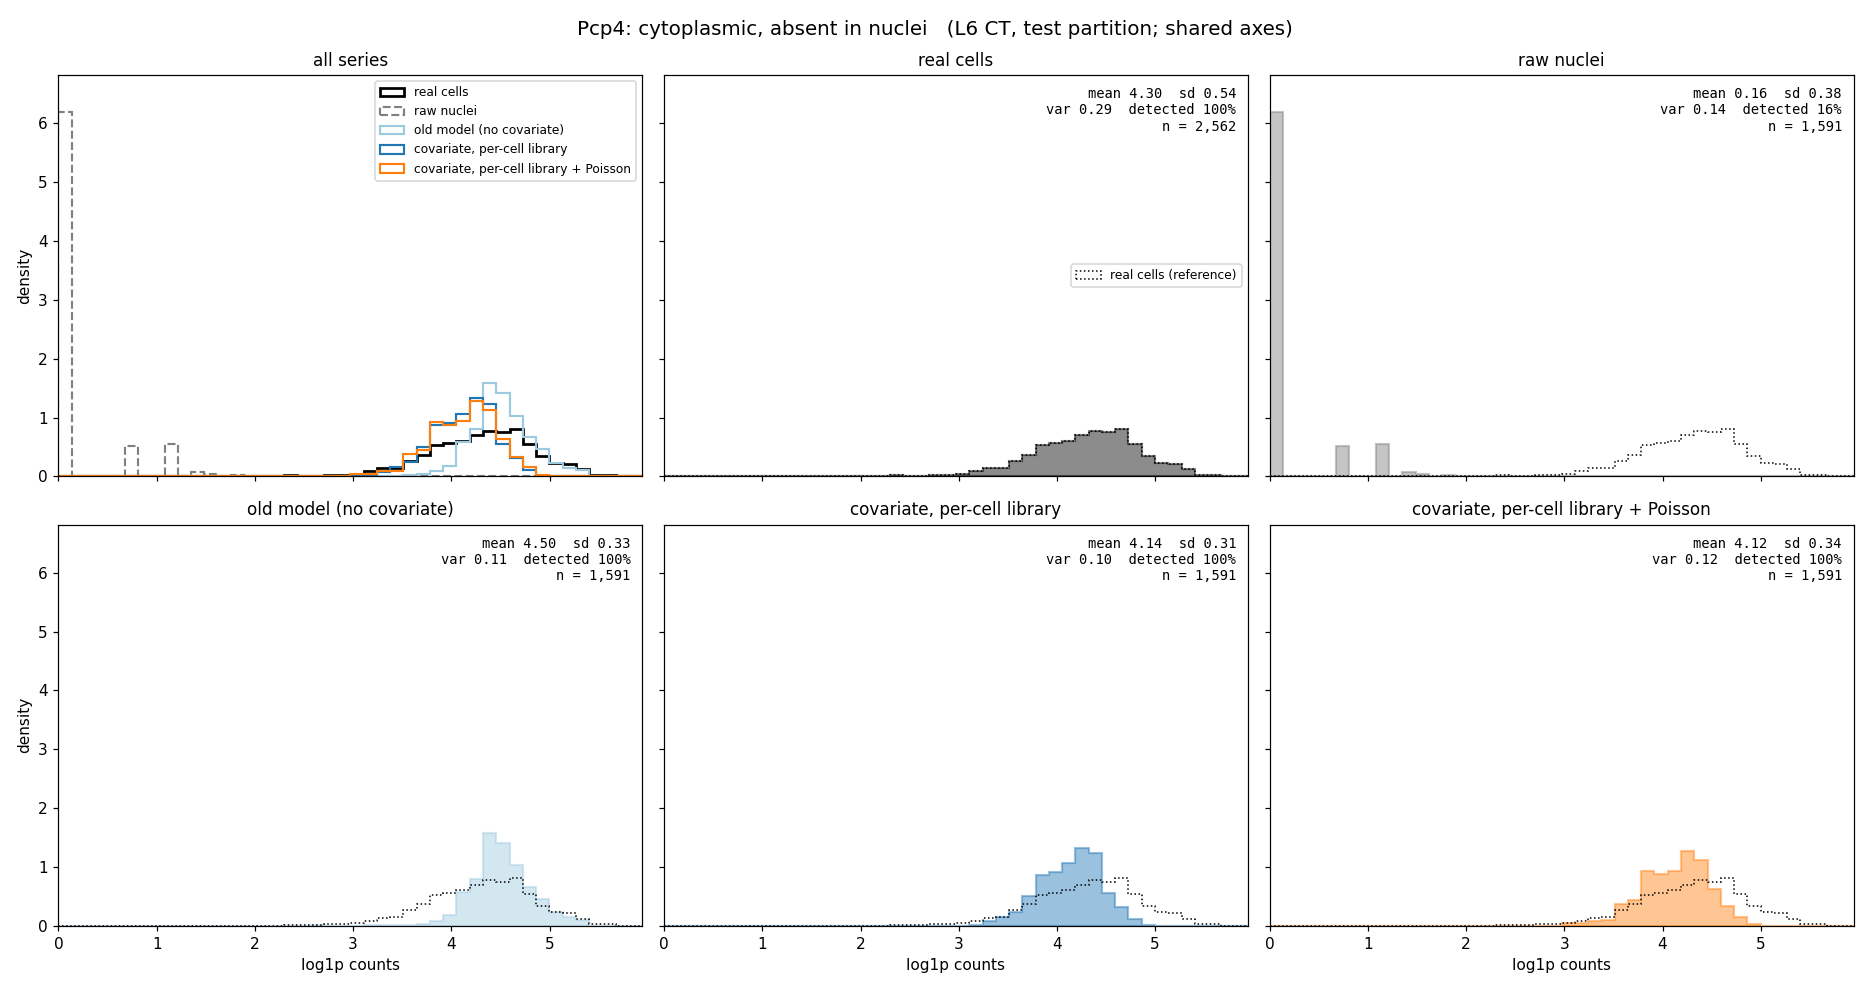 Pcp4: cytoplasmic, absent in nuclei (L6 CT, test partition; shared axes)
all series
density
6
5
4
3
2
1
0
real cells
raw nuclei
old model (no covariate)
covariate, per-cell library
covariate, per-cell library + Poisson
real cells
mean 4.30 sd 0.54
var 0.29 detected 100%
n = 2,562
real cells (reference)
raw nuclei
mean 0.16 sd 0.38
var 0.14 detected 16%
n = 1,591
old model (no covariate)
mean 4.50 sd 0.33
var 0.11 detected 100%
n = 1,591
density
6
5
4
3
2
1
0
0 1 2 3 4 5
log1p counts
covariate, per-cell library
mean 4.14 sd 0.31
var 0.10 detected 100%
n = 1,591
0 1 2 3 4 5
log1p counts
covariate, per-cell library + Poisson
mean 4.12 sd 0.34
var 0.12 detected 100%
n = 1,591
0 1 2 3 4 5
log1p counts